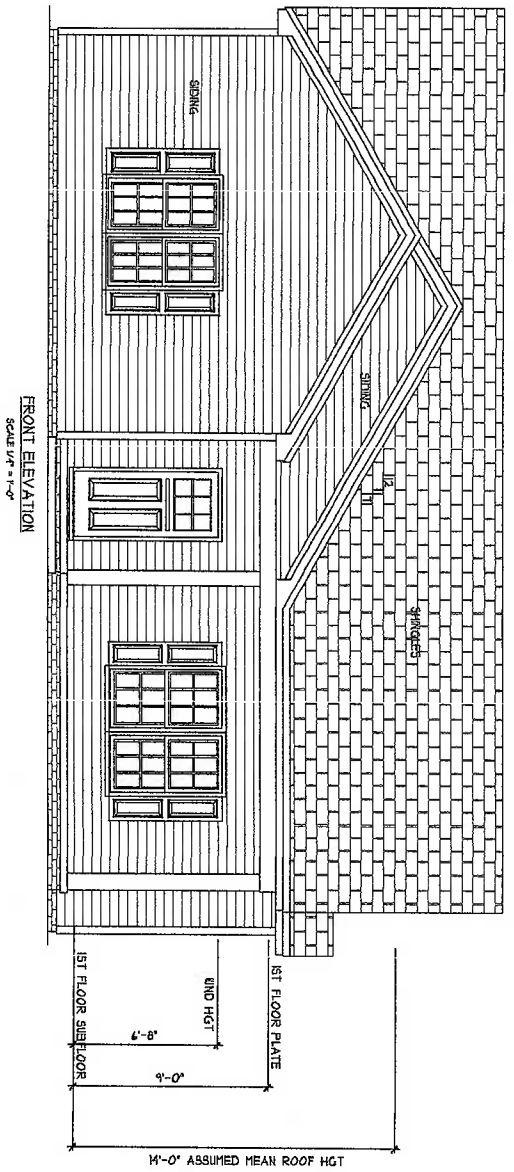 SIDING
SIDING
12
7
SHINGLES
1ST FLOOR PLATE
WND HGT
1ST FLOOR SUBFLOOR
6'-8"
9'-0"
14'-0" ASSUMED MEAN ROOF HGT
FRONT ELEVATION
SCALE 1/4" = 1'-0"